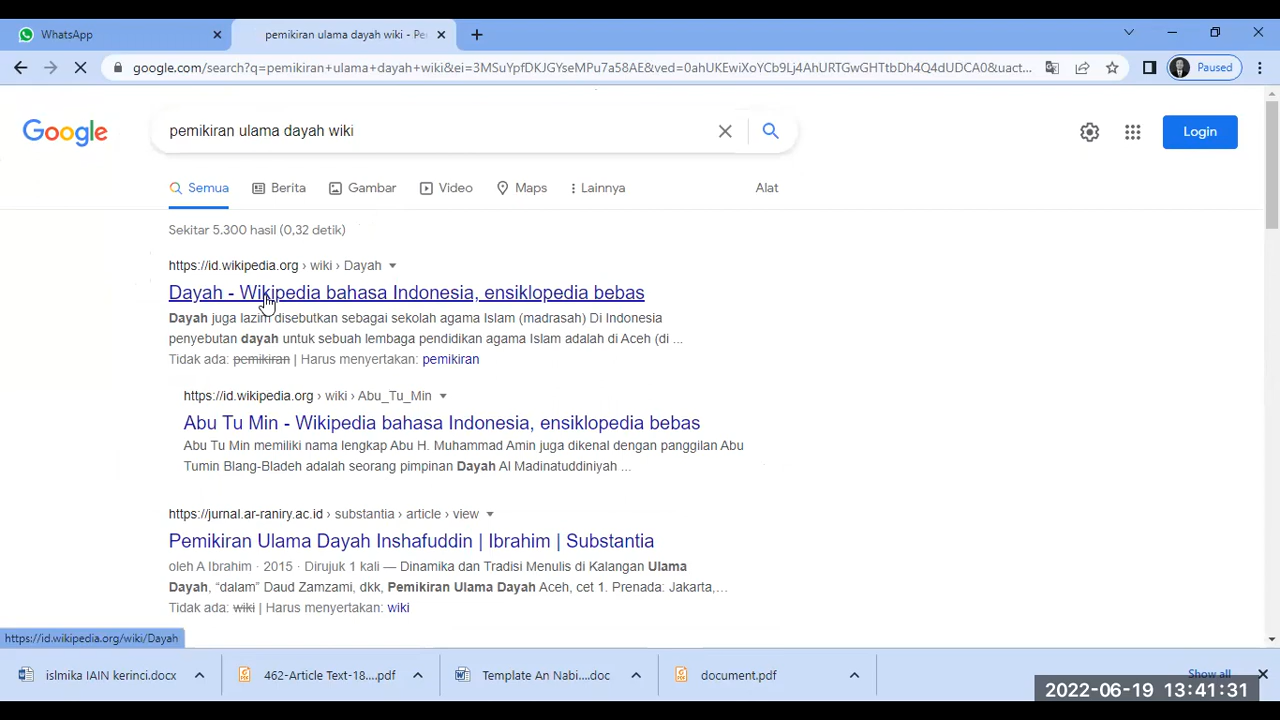 WhatsApp
pemikiran ulama dayah wiki - Pe
google.com/search?q=pemikiran+ulama+dayah+wiki&ei=3MSuYpfDKJGYseMPu7a58AE&ved=0ahUKEwiXoYCb9Lj4AhURTGwGHTtbDh4Q4dUDCA0&uact...
Paused
Google
pemikiran ulama dayah wiki
Login
Semua
Berita
Gambar
Video
Maps
Lainnya
Alat
Sekitar 5.300 hasil (0,32 detik)
https://id.wikipedia.org › wiki › Dayah
Dayah - Wikipedia bahasa Indonesia, ensiklopedia bebas
Dayah juga lazim disebutkan sebagai sekolah agama Islam (madrasah) Di Indonesia
penyebutan dayah untuk sebuah lembaga pendidikan agama Islam adalah di Aceh (di ...
Tidak ada: pemikiran | Harus menyertakan: pemikiran
https://id.wikipedia.org › wiki › Abu_Tu_Min
Abu Tu Min - Wikipedia bahasa Indonesia, ensiklopedia bebas
Abu Tu Min memiliki nama lengkap Abu H. Muhammad Amin juga dikenal dengan pangilan Abu
Tumin Blang-Bladeh adalah seorang pimpinan Dayah Al Madinatuddiniyah ...
https://jurnal.ar-raniry.ac.id › substantia › article › view
Pemikiran Ulama Dayah Inshafuddin | Ibrahim | Substantia
oleh A Ibrahim · 2015 · Dirujuk 1 kali — Dinamika dan Tradisi Menulis di Kalangan Ulama
Dayah, “dalam” Daud Zamzami, dkk, Pemikiran Ulama Dayah Aceh, cet 1. Prenada: Jakarta,...
Tidak ada: wiki | Harus menyertakan: wiki
https://id.wikipedia.org/wiki/Dayah
islmika IAIN kerinci.docx
462-Article Text-18....pdf
Template An Nabi....doc
document.pdf
Show all
2022-06-19 13:41:31